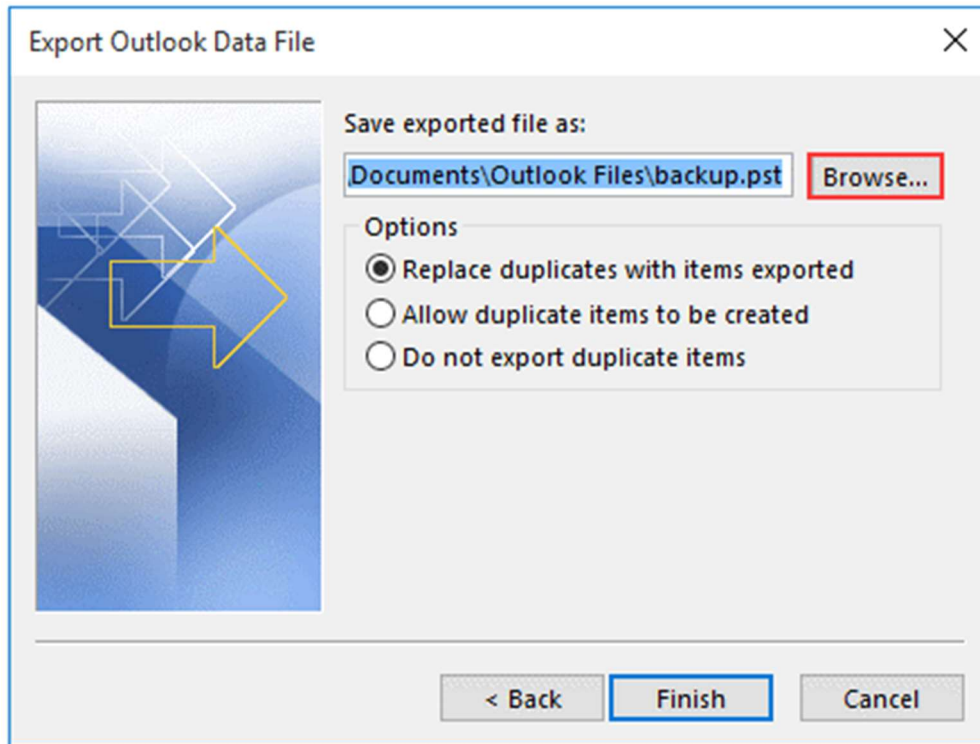 Export Outlook Data File
Save exported file as:
Documents\Outlook Files\backup.pst
Browse...
Options
Replace duplicates with items exported
Allow duplicate items to be created
Do not export duplicate items
< Back
Finish
Cancel